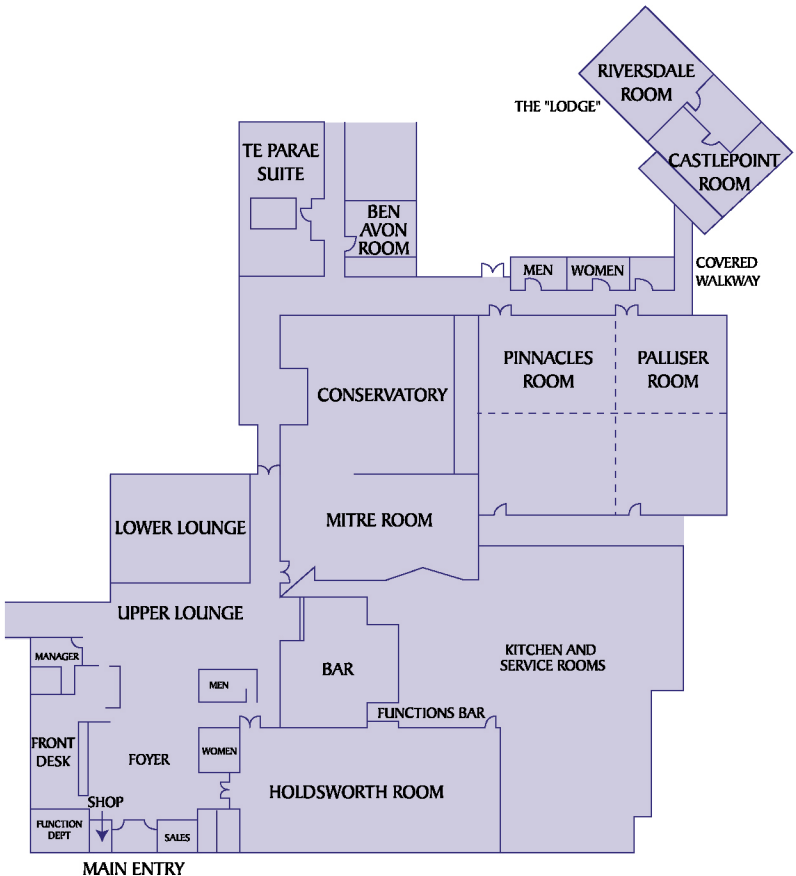 RIVERSDALE
ROOM
THE "LODGE"
CASTLEPOINT
ROOM
TE PARAE
SUITE
BEN
AVON
ROOM
MEN
WOMEN
COVERED
WALKWAY
PINNACLES
ROOM
PALLISER
ROOM
CONSERVATORY
LOWER LOUNGE
MITRE ROOM
UPPER LOUNGE
MANAGER
MEN
BAR
KITCHEN AND
SERVICE ROOMS
FUNCTIONS BAR
FRONT
DESK
FOYER
WOMEN
HOLDSWORTH ROOM
SHOP
FUNCTION
DEPT
SALES
MAIN ENTRY